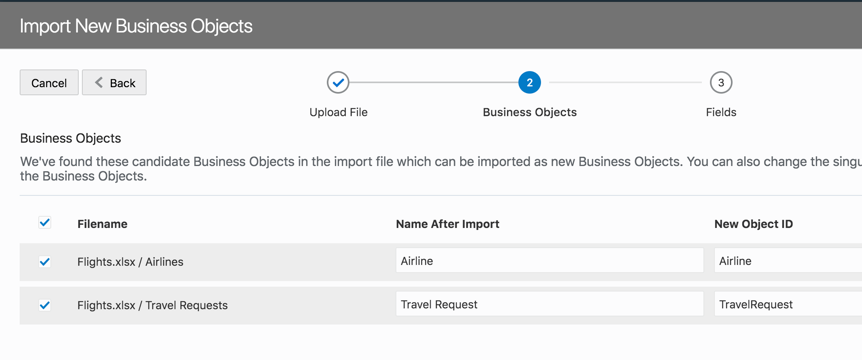 Import New Business Objects
Cancel
Back
2
3
Upload File
Business Objects
Fields
Business Objects
We've found these candidate Business Objects in the import file which can be imported as new Business Objects. You can also change the
the Business Objects.
Filename
Name After Import
New Object ID
Flights.xlsx / Airlines
Airline
Airline
Flights.xlsx / Travel Requests
Travel Request
TravelRequest